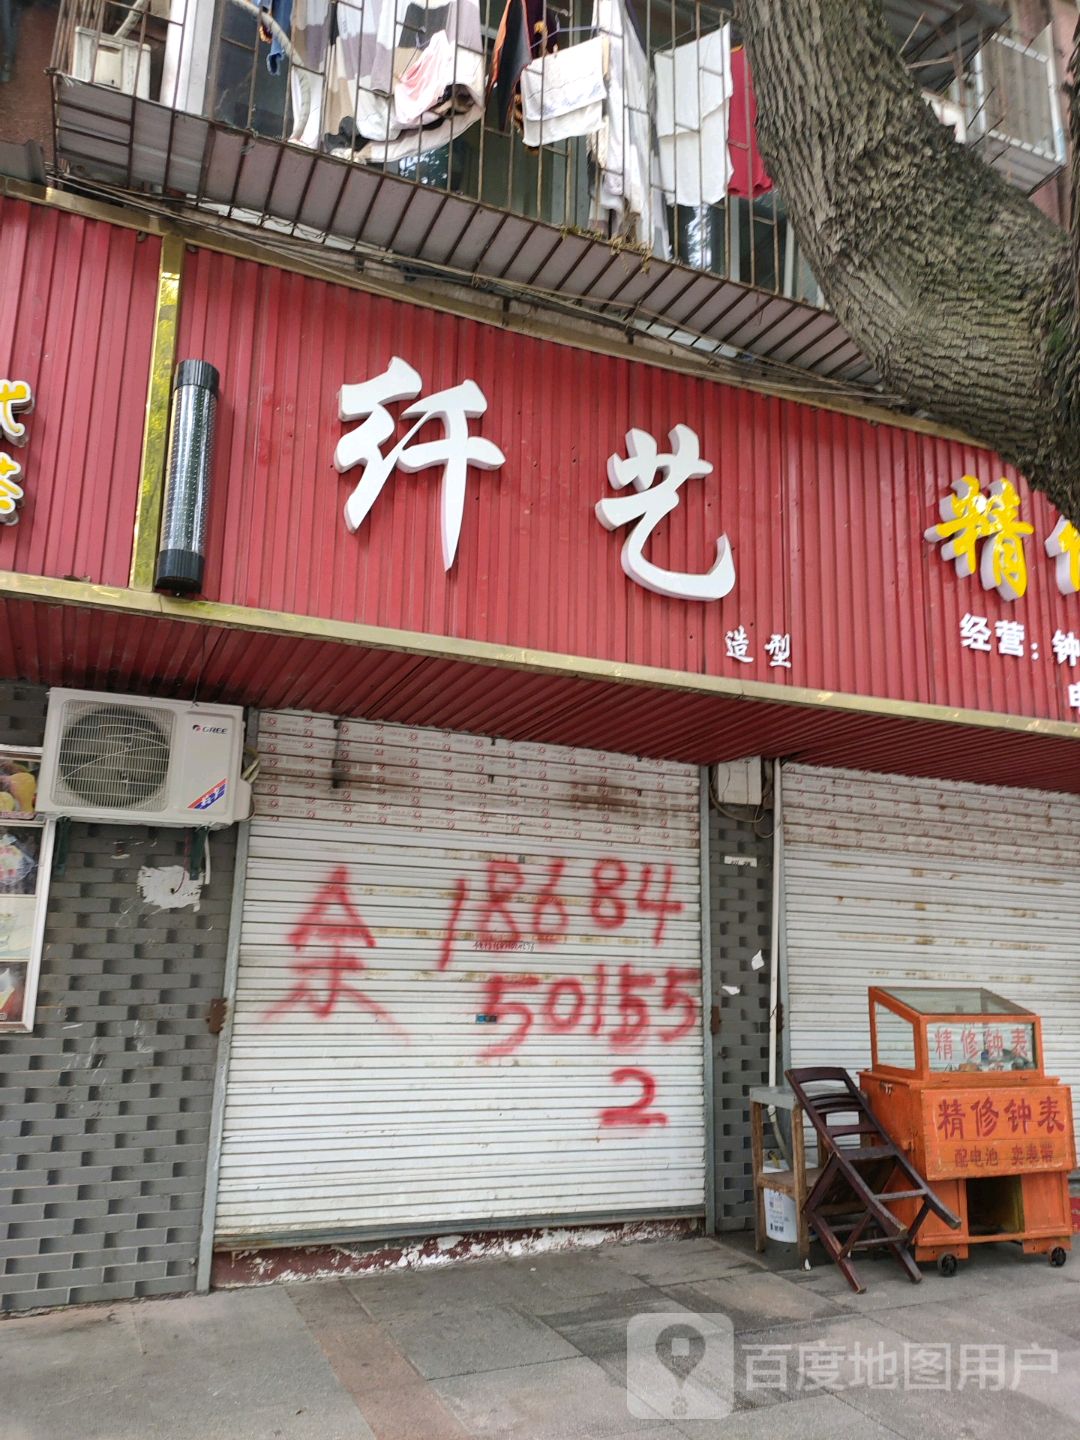 纤艺
造型
精
经营：钟
GREE
余 18684
50155
2
精修钟表
精修钟表
配电池 卖表带
百度地图用户